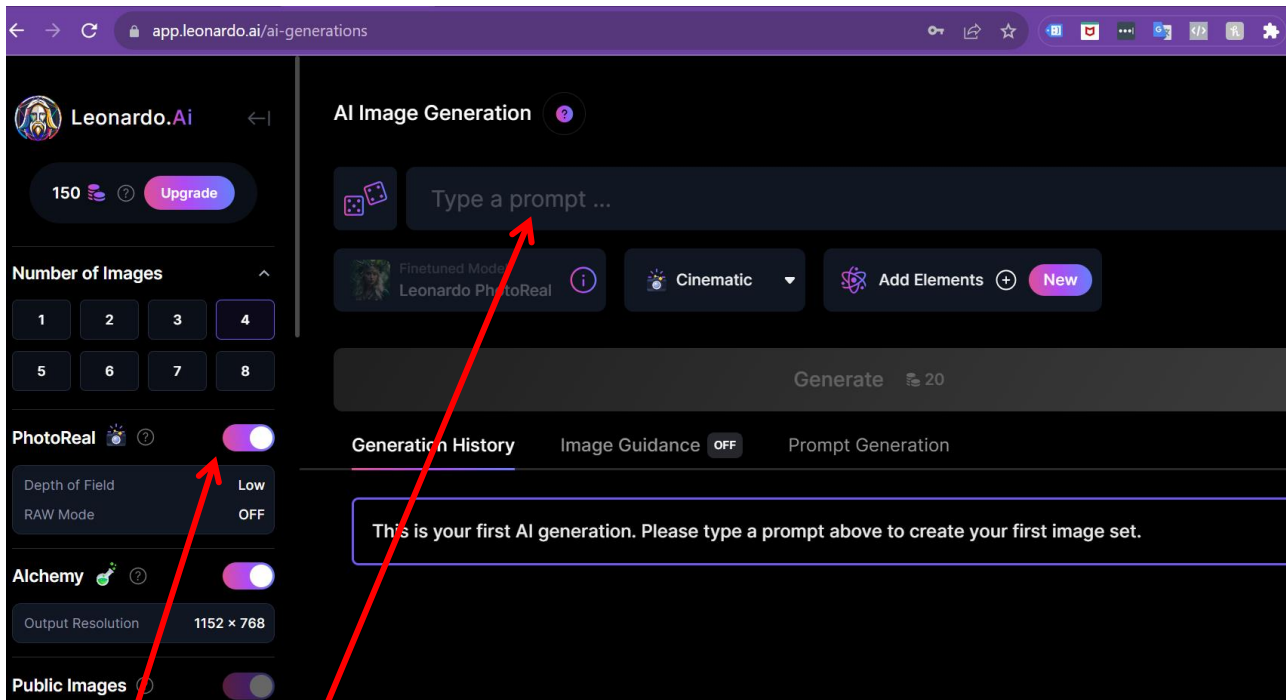 app.leonardo.ai/ai-generations
Leonardo.Ai
150 Upgrade
Number of Images
1 2 3 4
5 6 7 8
PhotoReal
Depth of Field Low
RAW Mode OFF
Alchemy
Output Resolution 1152 × 768
Public Images
AI Image Generation
Type a prompt ...
Finetuned Model
Leonardo PhotoReal
Cinematic
Add Elements New
Generate 20
Generation History Image Guidance OFF Prompt Generation
This is your first AI generation. Please type a prompt above to create your first image set.